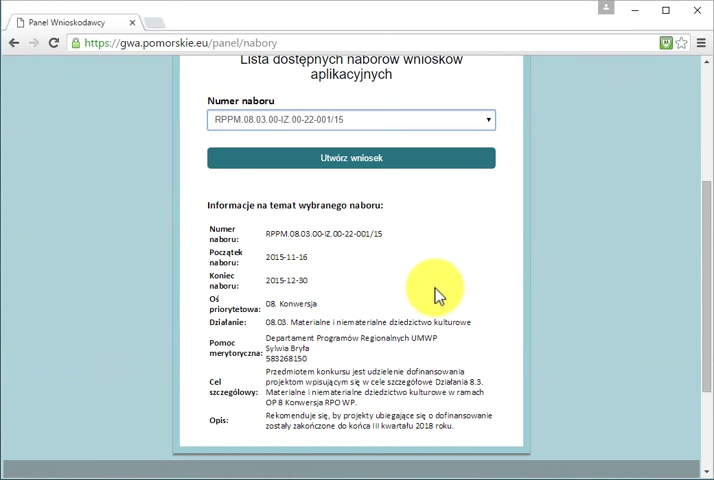 Panel Wnioskodawcy
https://gwa.pomorskie.eu/panel/nabory
Lista dostępnych naborów wniosków
aplikacyjnych
Numer naboru
RPPM.08.03.00-IZ.00-22-001/15
Utwórz wniosek
Informacje na temat wybranego naboru:
Numer
naboru:
RPPM.08.03.00-IZ.00-22-001/15
Początek
naboru:
2015-11-16
Koniec
naboru:
2015-12-30
Oś
priorytetowa:
08. Konwersja
Działanie:
08.03. Materialne i niematerialne dziedzictwo kulturowe
Pomoc
merytoryczna:
Departament Programów Regionalnych UMWP
Sylwia Bryfa
583268150
Cel
szczegółowy:
Przedmiotem konkursu jest udzielenie dofinansowania
projektom wpisującym się w cele szczegółowe Działania 8.3.
Materialne i niematerialne dziedzictwo kulturowe w ramach
OP 8 Konwersja RPO WP.
Opis:
Rekomenduje się, by projekty ubiegające się o dofinansowanie
zostały zakończone do końca III kwartału 2018 roku.